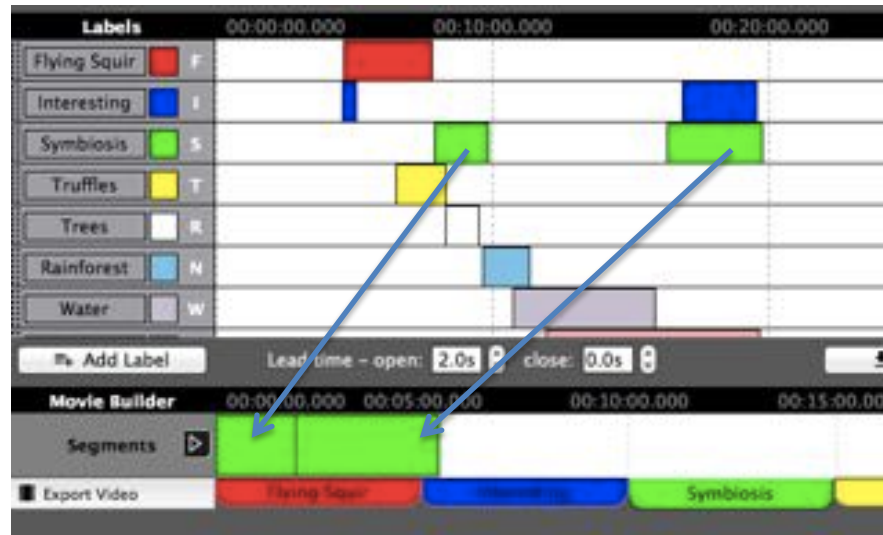 Labels 00:00:00.000 00:10:00.000 00:20:00.000
Flying Squir F
Interesting I
Symbiosis S
Truffles T
Trees R
Rainforest N
Water W
Add Label Lead time – open: 2.0s close: 0.0s
Movie Builder 00:00:00.000 00:05:00.000 00:10:00.000 00:15:00.00
Segments
Export Video Flying Squir Interesting Symbiosis